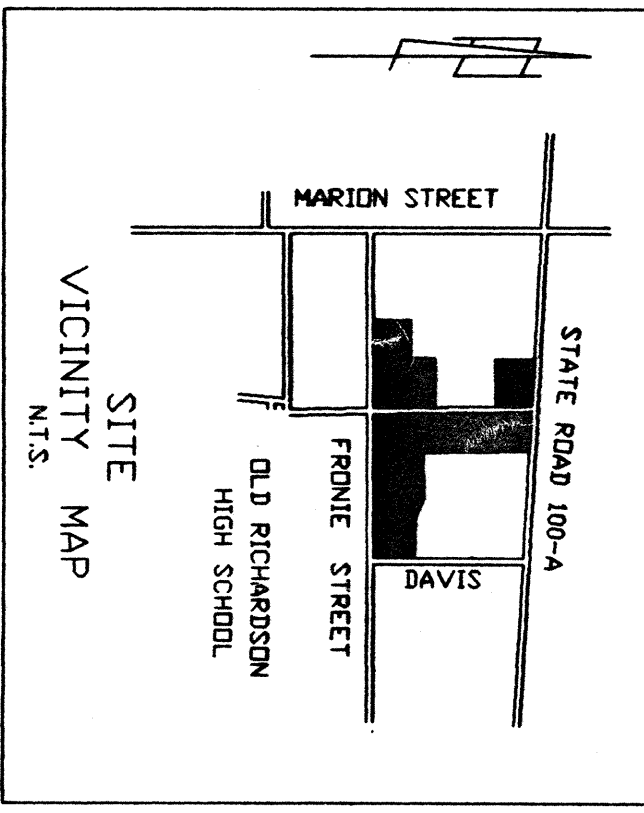 MARION STREET
STATE ROAD 100-A
DAVIS
FRONIE STREET
OLD RICHARDSON
HIGH SCHOOL
SITE
VICINITY MAP
N.T.S.